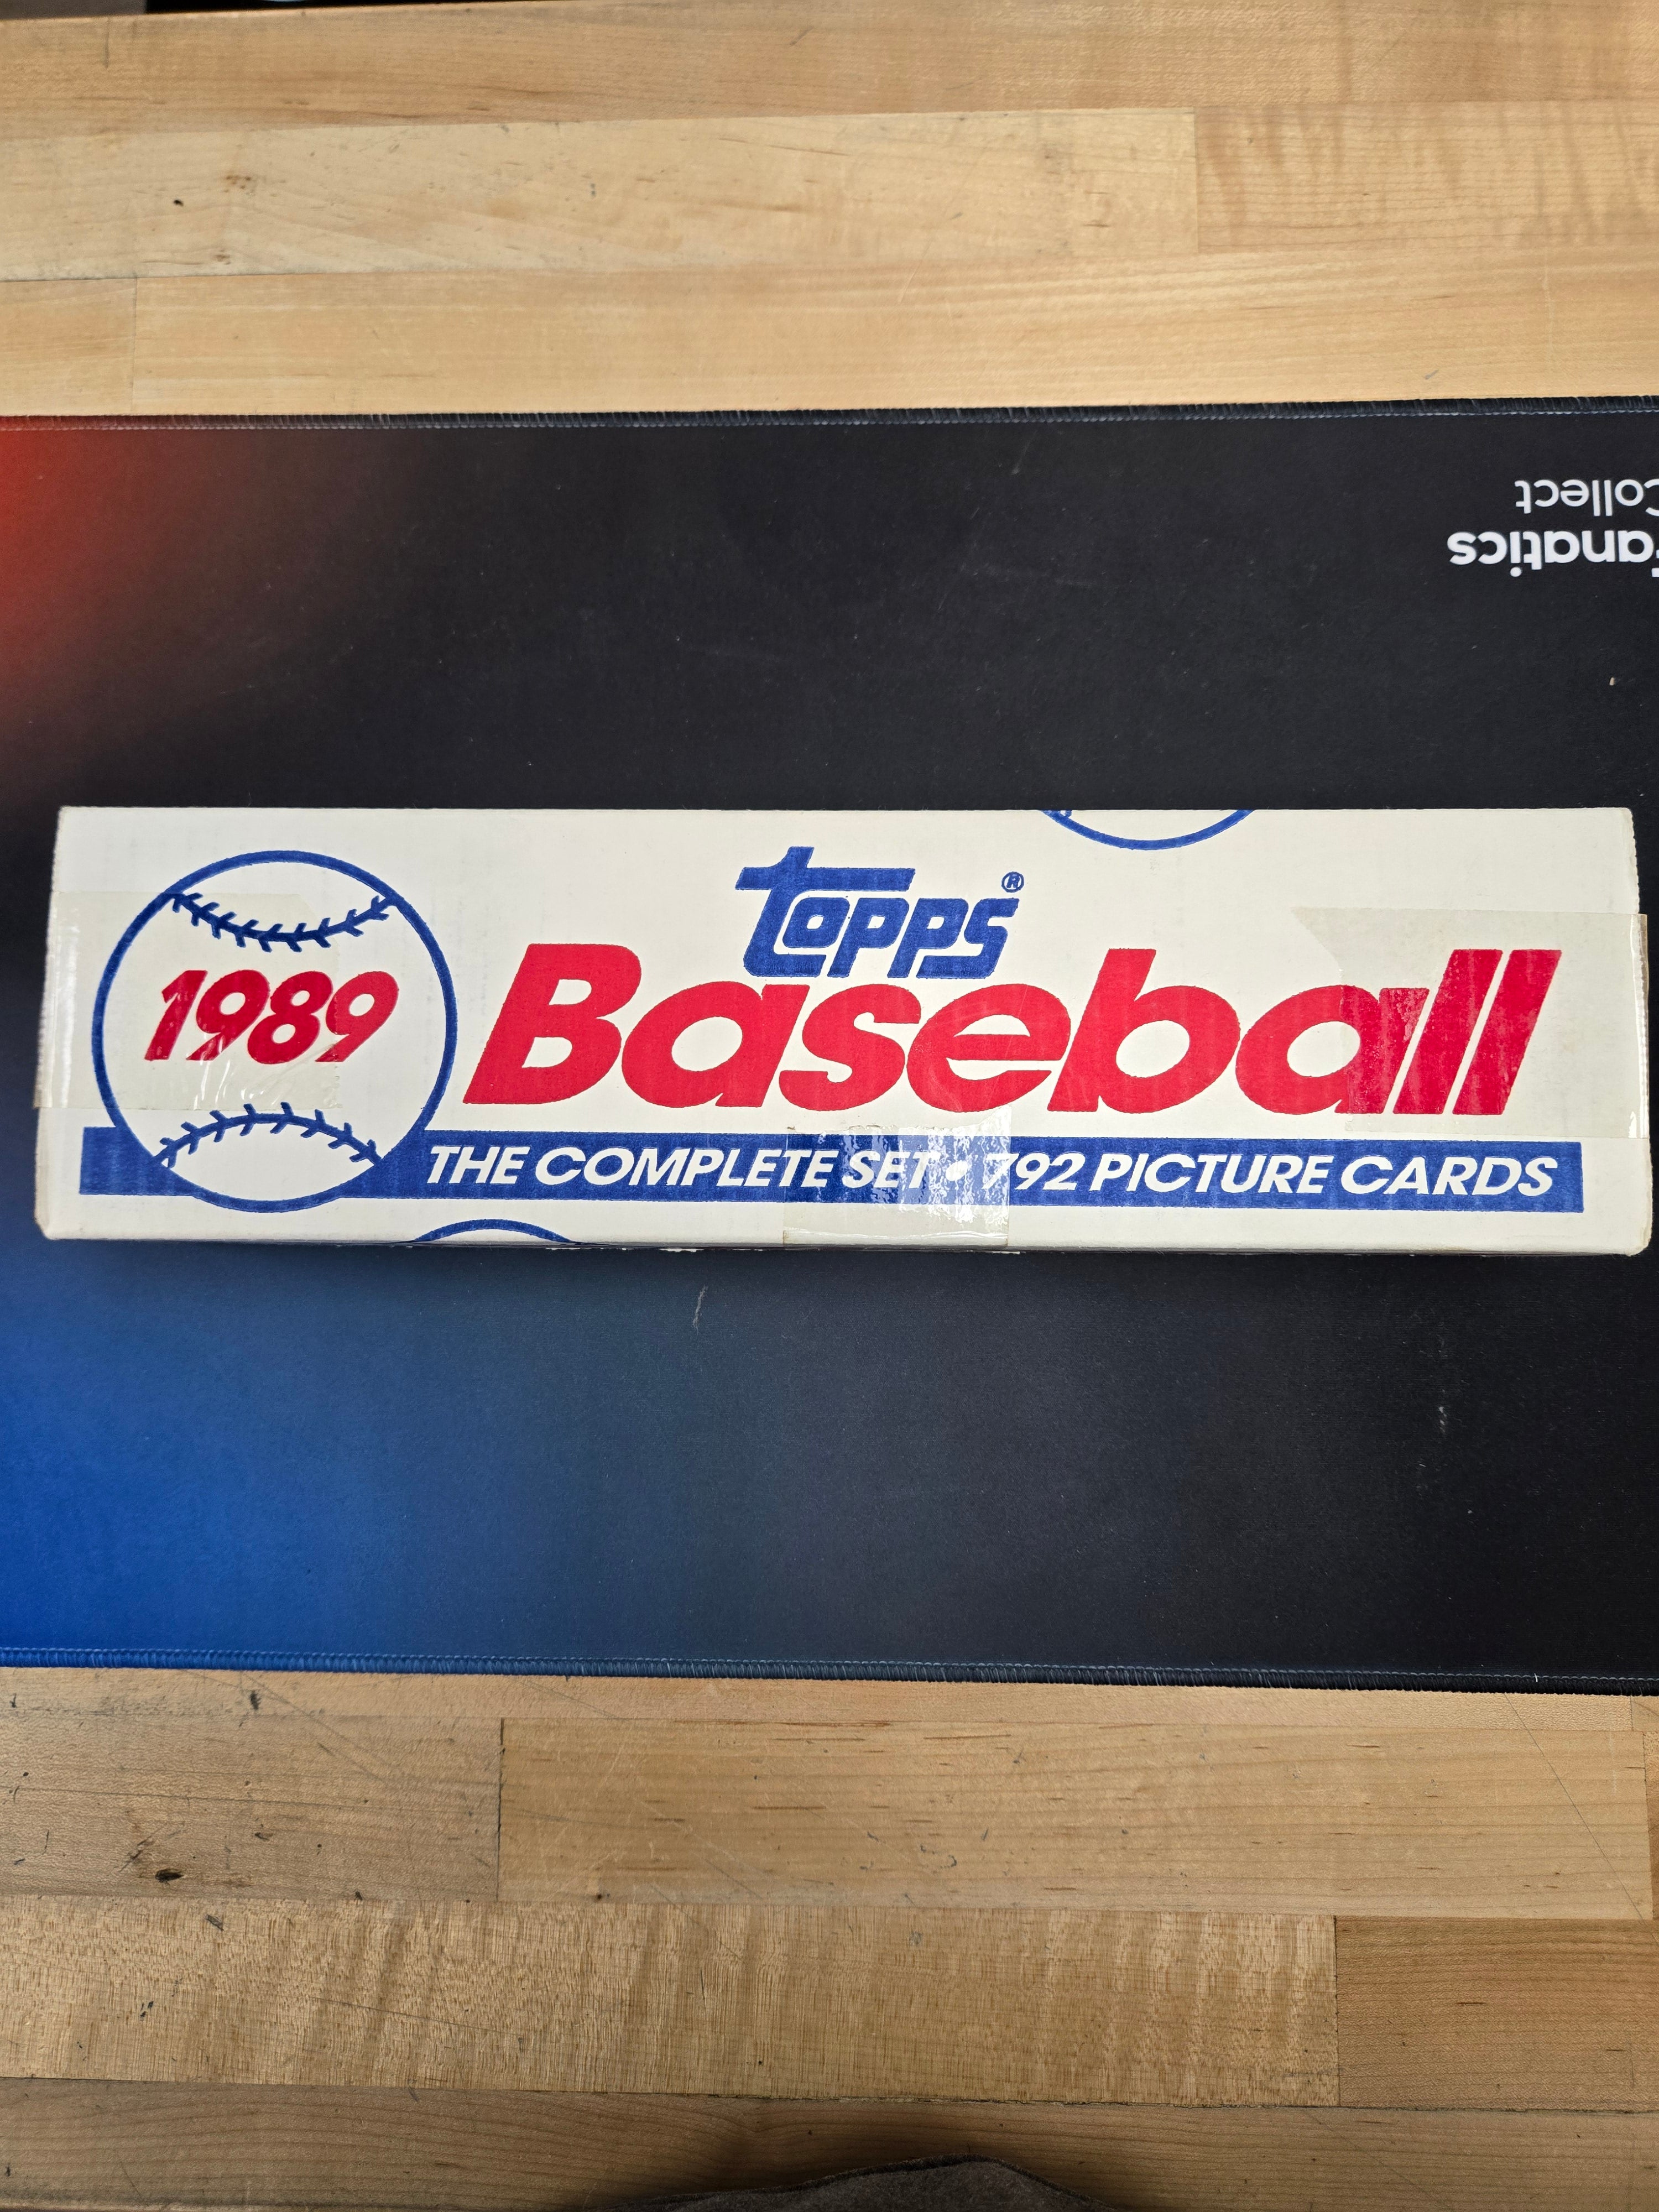 Collect
fanatics
topps®
1989
Baseball
THE COMPLETE SET • 792 PICTURE CARDS